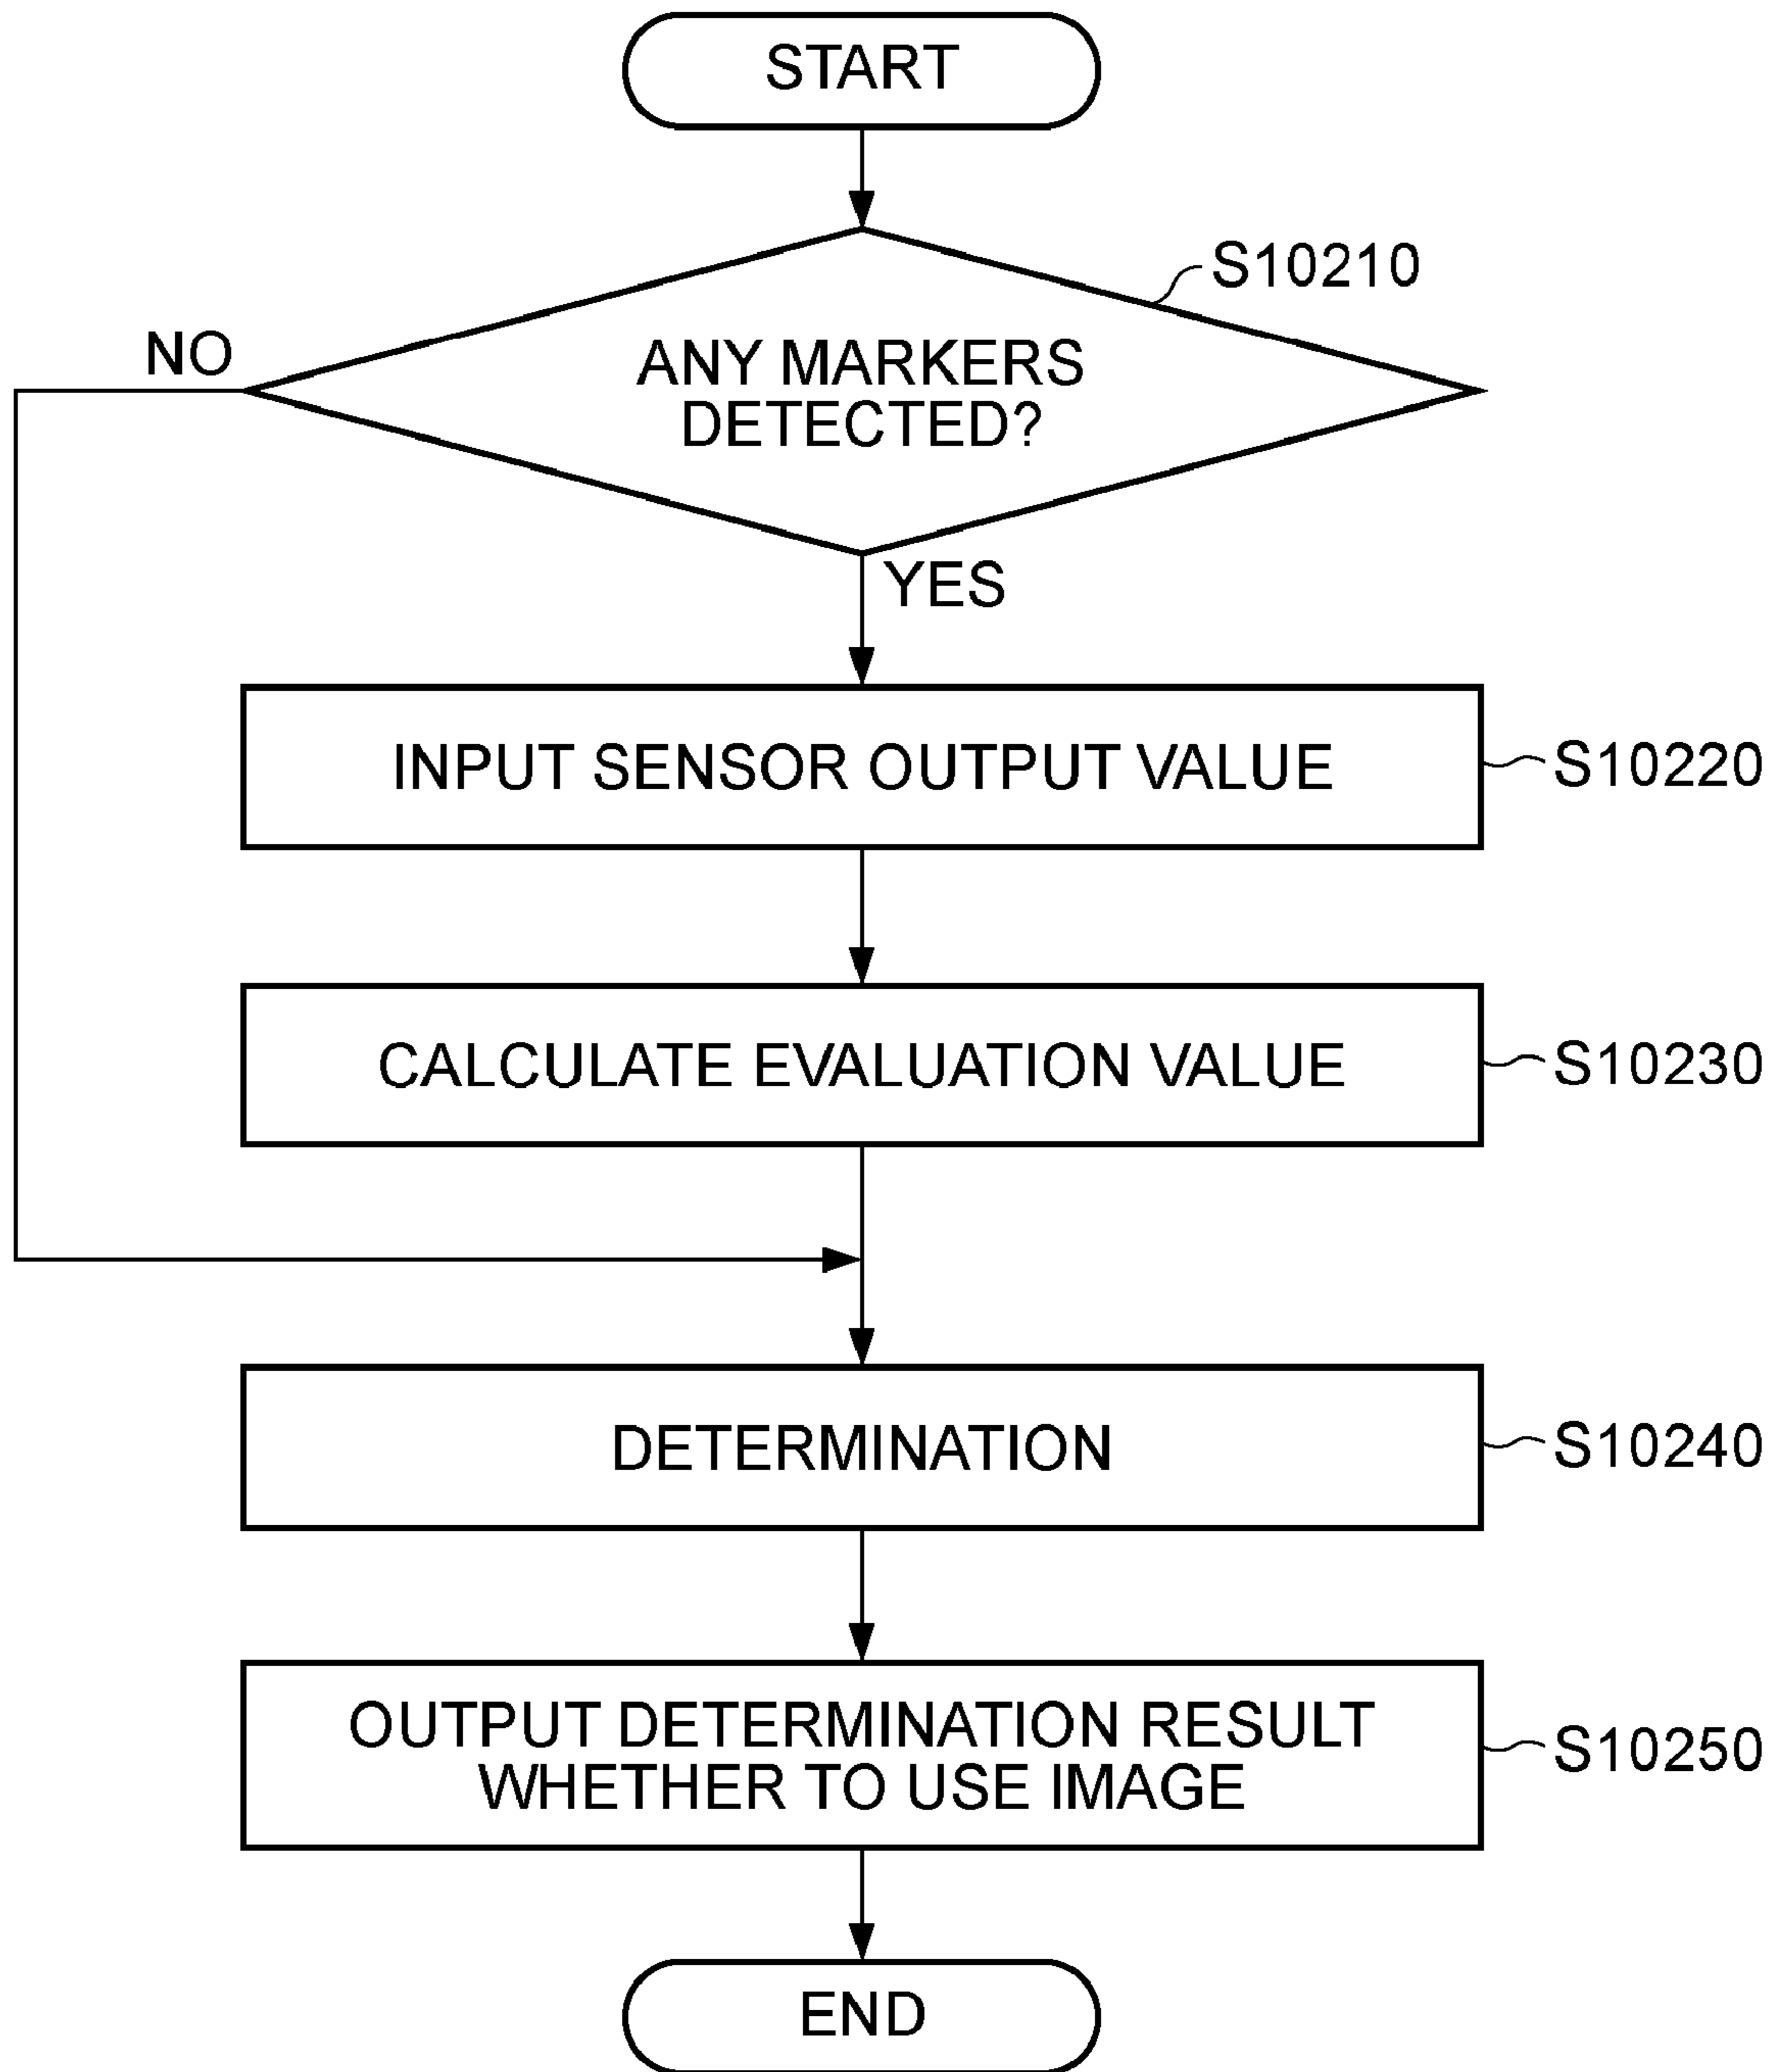 START
S10210
NO
ANY MARKERS
DETECTED?
YES
INPUT SENSOR OUTPUT VALUE
S10220
CALCULATE EVALUATION VALUE
S10230
DETERMINATION
S10240
OUTPUT DETERMINATION RESULT
WHETHER TO USE IMAGE
S10250
END